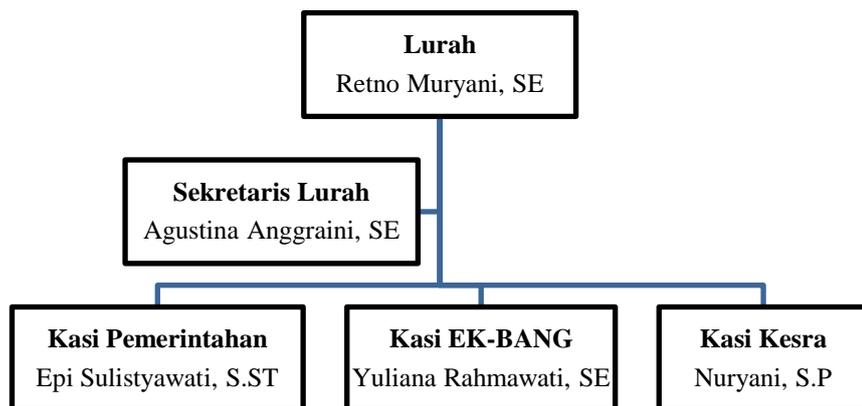 Lurah
Retno Muryani, SE
Sekretaris Lurah
Agustina Anggraini, SE
Kasi Pemerintahan
Epi Sulistyawati, S.ST
Kasi EK-BANG
Yuliana Rahmawati, SE
Kasi Kesra
Nuryani, S.P